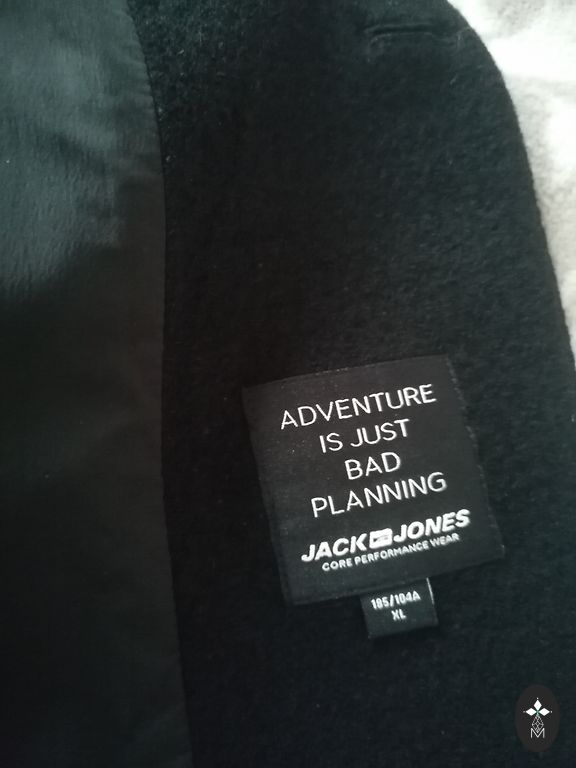 ADVENTURE
IS JUST
BAD
PLANNING
JACK JONES
CORE PERFORMANCE WEAR
185/104A
XL
M